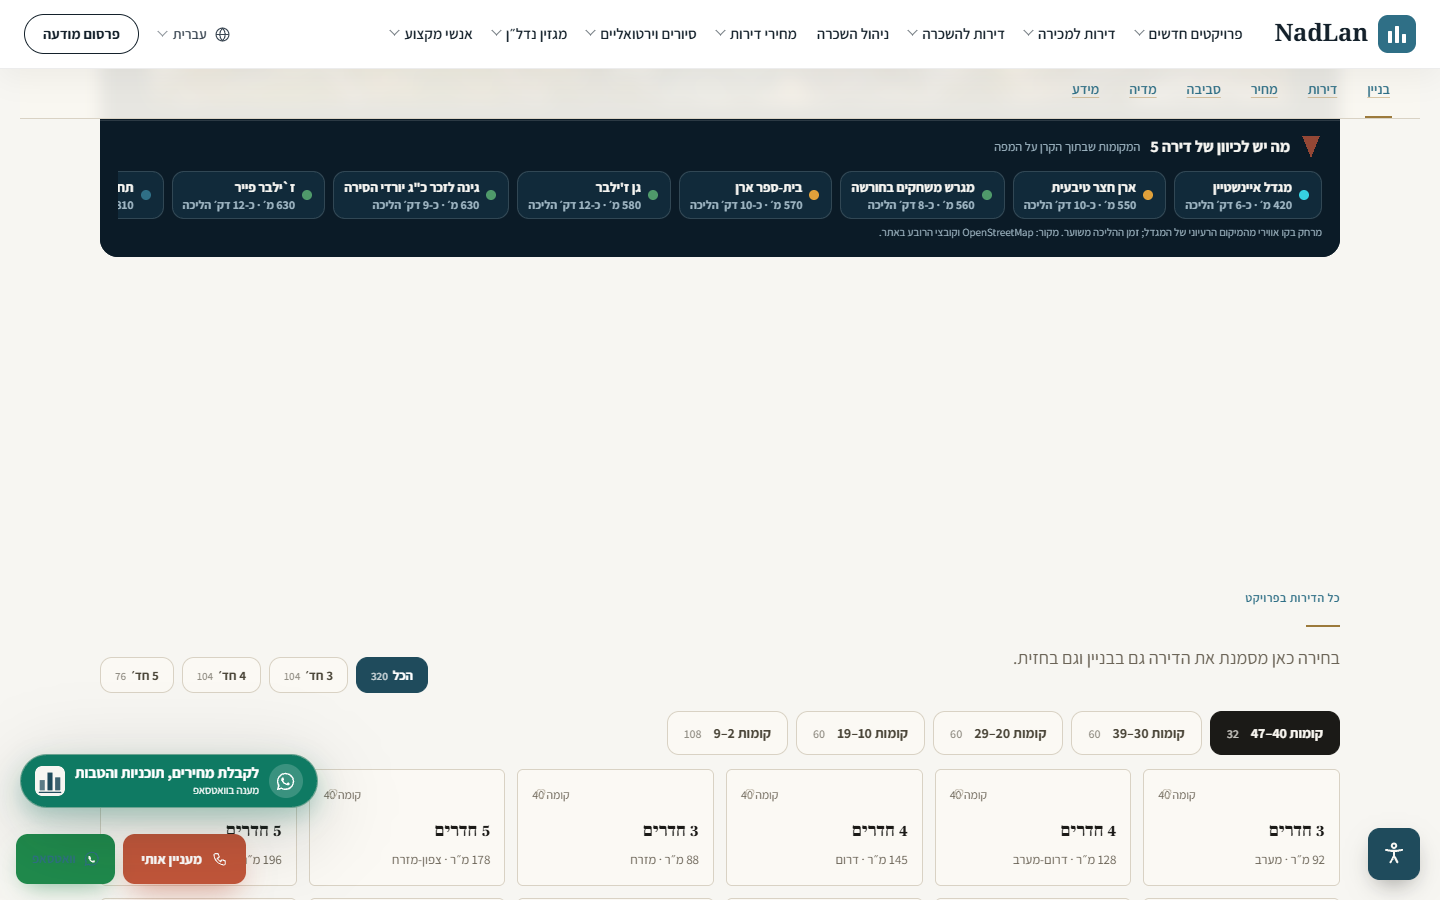 NadLan
פרויקטים חדשים
דירות למכירה
דירות להשכרה
ניהול השכרה
מחירי דירות
סיורים וירטואליים
מגזין נדל״ן
אנשי מקצוע
עברית
פרסום מודעה
בניין
דירות
מחיר
סביבה
מדיה
מידע
מה יש לכיוון של דירה 5 המקומות שבתוך הקרן על המפה
מגדל איינשטיין
420 מ׳ · כ-6 דק׳ הליכה
ארן חצר טיבעית
550 מ׳ · כ-10 דק׳ הליכה
מגרש משחקים בחורשה
560 מ׳ · כ-8 דק׳ הליכה
בית-ספר ארן
570 מ׳ · כ-10 דק׳ הליכה
גן ז'ילבר
580 מ׳ · כ-12 דק׳ הליכה
גינה לזכר כ"ג יורדי הסירה
630 מ׳ · כ-9 דק׳ הליכה
ז`ילבר פייר
630 מ׳ · כ-12 דק׳ הליכה
מרחק בקו אווירי מהמיקום הרעיוני של המגדל; זמן ההליכה משוער. מקור: OpenStreetMap וקובצי הרובע באתר.
כל הדירות בפרויקט
בחירה כאן מסמנת את הדירה גם בבניין וגם בחזית.
הכל 320
3 חד׳ 104
4 חד׳ 104
5 חד׳ 76
קומות 40–47 32
קומות 30–39 60
קומות 20–29 60
קומות 10–19 60
קומות 2–9 108
קומה 40
3 חדרים
92 מ״ר · מערב
קומה 40
4 חדרים
128 מ״ר · דרום-מערב
קומה 40
4 חדרים
145 מ״ר · דרום
קומה 40
3 חדרים
88 מ״ר · מזרח
קומה 40
5 חדרים
178 מ״ר · צפון-מזרח
5 חדרים
196 מ״
לקבלת מחירים, תוכניות והטבות
מענה בוואטסאפ
מעניין אותי